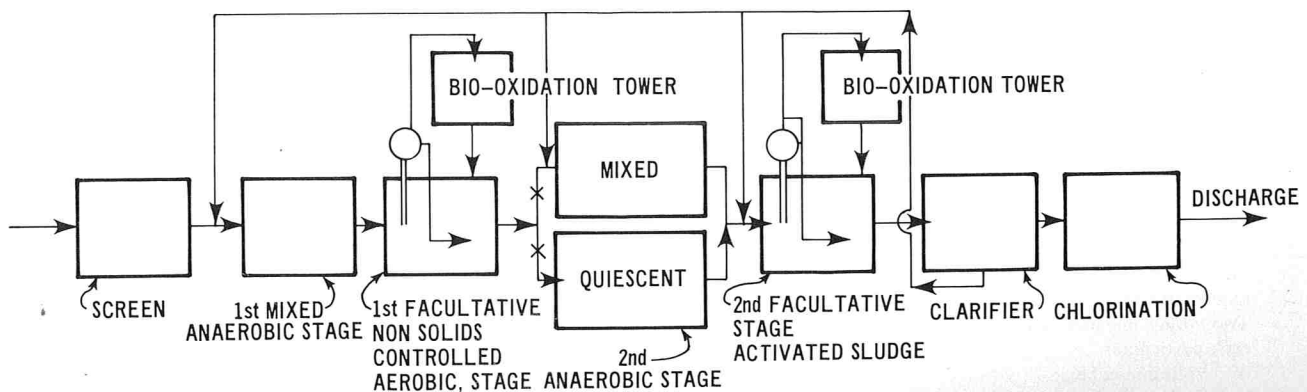 BIO-OXIDATION TOWER
BIO-OXIDATION TOWER
MIXED
DISCHARGE
QUIESCENT
SCREEN
1st MIXED
ANAEROBIC STAGE
1st FACULTATIVE
NON SOLIDS
CONTROLLED
AEROBIC, STAGE
2nd
ANAEROBIC STAGE
2nd FACULTATIVE
STAGE
ACTIVATED SLUDGE
CLARIFIER
CHLORINATION